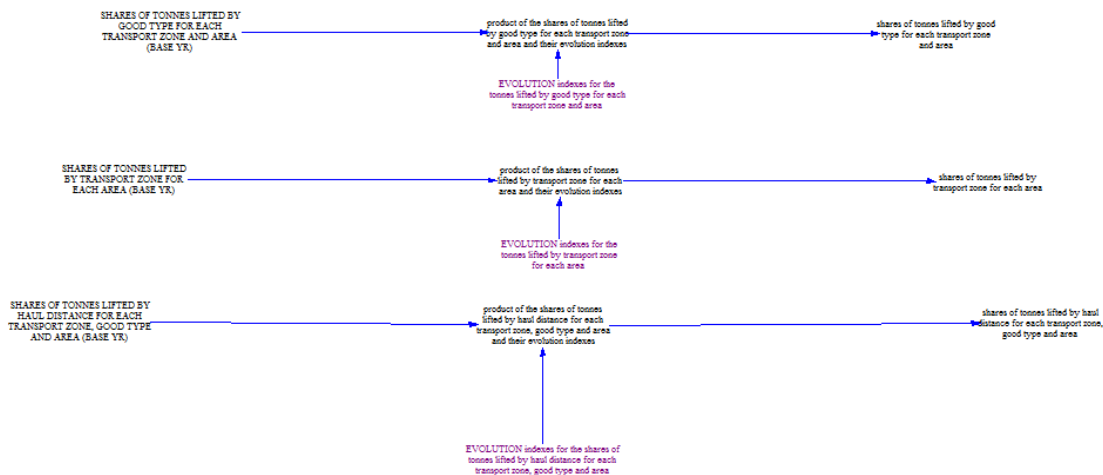 SHARES OF TONNES LIFTED BY
GOOD TYPE FOR EACH
TRANSPORT ZONE AND AREA
(BASE YR)
product of the shares of tonnes lifted
by good type for each transport zone
and area and their evolution indexes
shares of tonnes lifted by good
type for each transport zone
and area
EVOLUTION indexes for the
tonnes lifted by good type for each
transport zone and area
SHARES OF TONNES LIFTED
BY TRANSPORT ZONE FOR
EACH AREA (BASE YR)
product of the shares of tonnes
lifted by transport zone for each
area and their evolution indexes
shares of tonnes lifted by
transport zone for each area
EVOLUTION indexes for the
tonnes lifted by transport zone
for each area
SHARES OF TONNES LIFTED BY
HAUL DISTANCE FOR EACH
TRANSPORT ZONE, GOOD TYPE
AND AREA (BASE YR)
product of the shares of tonnes
lifted by haul distance for each
transport zone, good type and area
and their evolution indexes
shares of tonnes lifted by haul
distance for each transport zone,
good type and area
EVOLUTION indexes for the shares of
tonnes lifted by haul distance for each
transport zone, good type and area